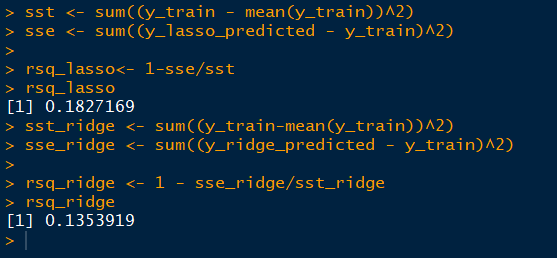 > sst <- sum((y_train - mean(y_train))^2)
> sse <- sum((y_lasso_predicted - y_train)^2)
>
> rsq_lasso<- 1-sse/sst
> rsq_lasso
[1] 0.1827169
> sst_ridge <- sum((y_train-mean(y_train))^2)
> sse_ridge <- sum((y_ridge_predicted - y_train)^2)
>
> rsq_ridge <- 1 - sse_ridge/sst_ridge
> rsq_ridge
[1] 0.1353919
>